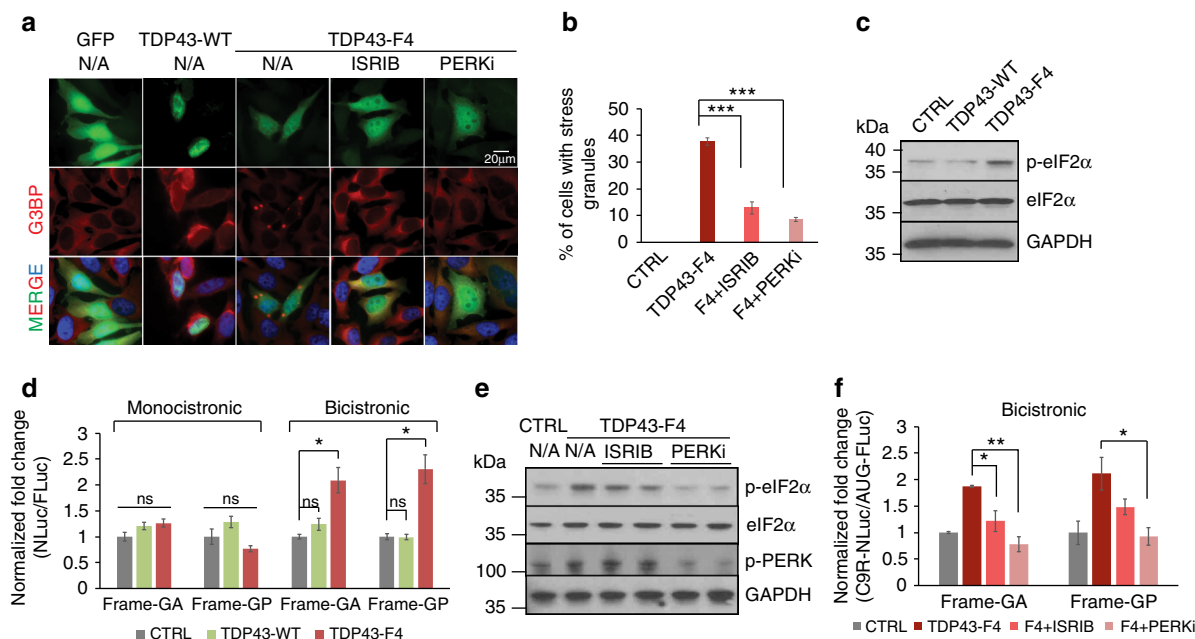 a
GFP TDP43-WT TDP43-F4
N/A N/A N/A ISRIB PERKi
20μm
G3BP
MERGE
b
% of cells with stress
granules
50
40
30
20
10
0
*** ***
CTRL TDP43-F4 F4+ISRIB F4+PERKi
c
CTRL TDP43-WT TDP43-F4
kDa
40
35
p-eIF2α
35
eIF2α
35
GAPDH
d
Normalized fold change
(NLuc/FLuc)
Monocistronic Bicistronic
3
2.5
2
1.5
1
0.5
0
ns ns ns * ns *
Frame-GA Frame-GP Frame-GA Frame-GP
CTRL TDP43-WT TDP43-F4
e
CTRL TDP43-F4
N/A N/A ISRIB PERKi
kDa
35
p-eIF2α
35
eIF2α
100
p-PERK
35
GAPDH
f
Normalized fold change
(C9R-NLuc/AUG-FLuc)
Bicistronic
3
2.5
2
1.5
1
0.5
0
* ** *
Frame-GA Frame-GP
CTRL TDP43-F4 F4+ISRIB F4+PERKi